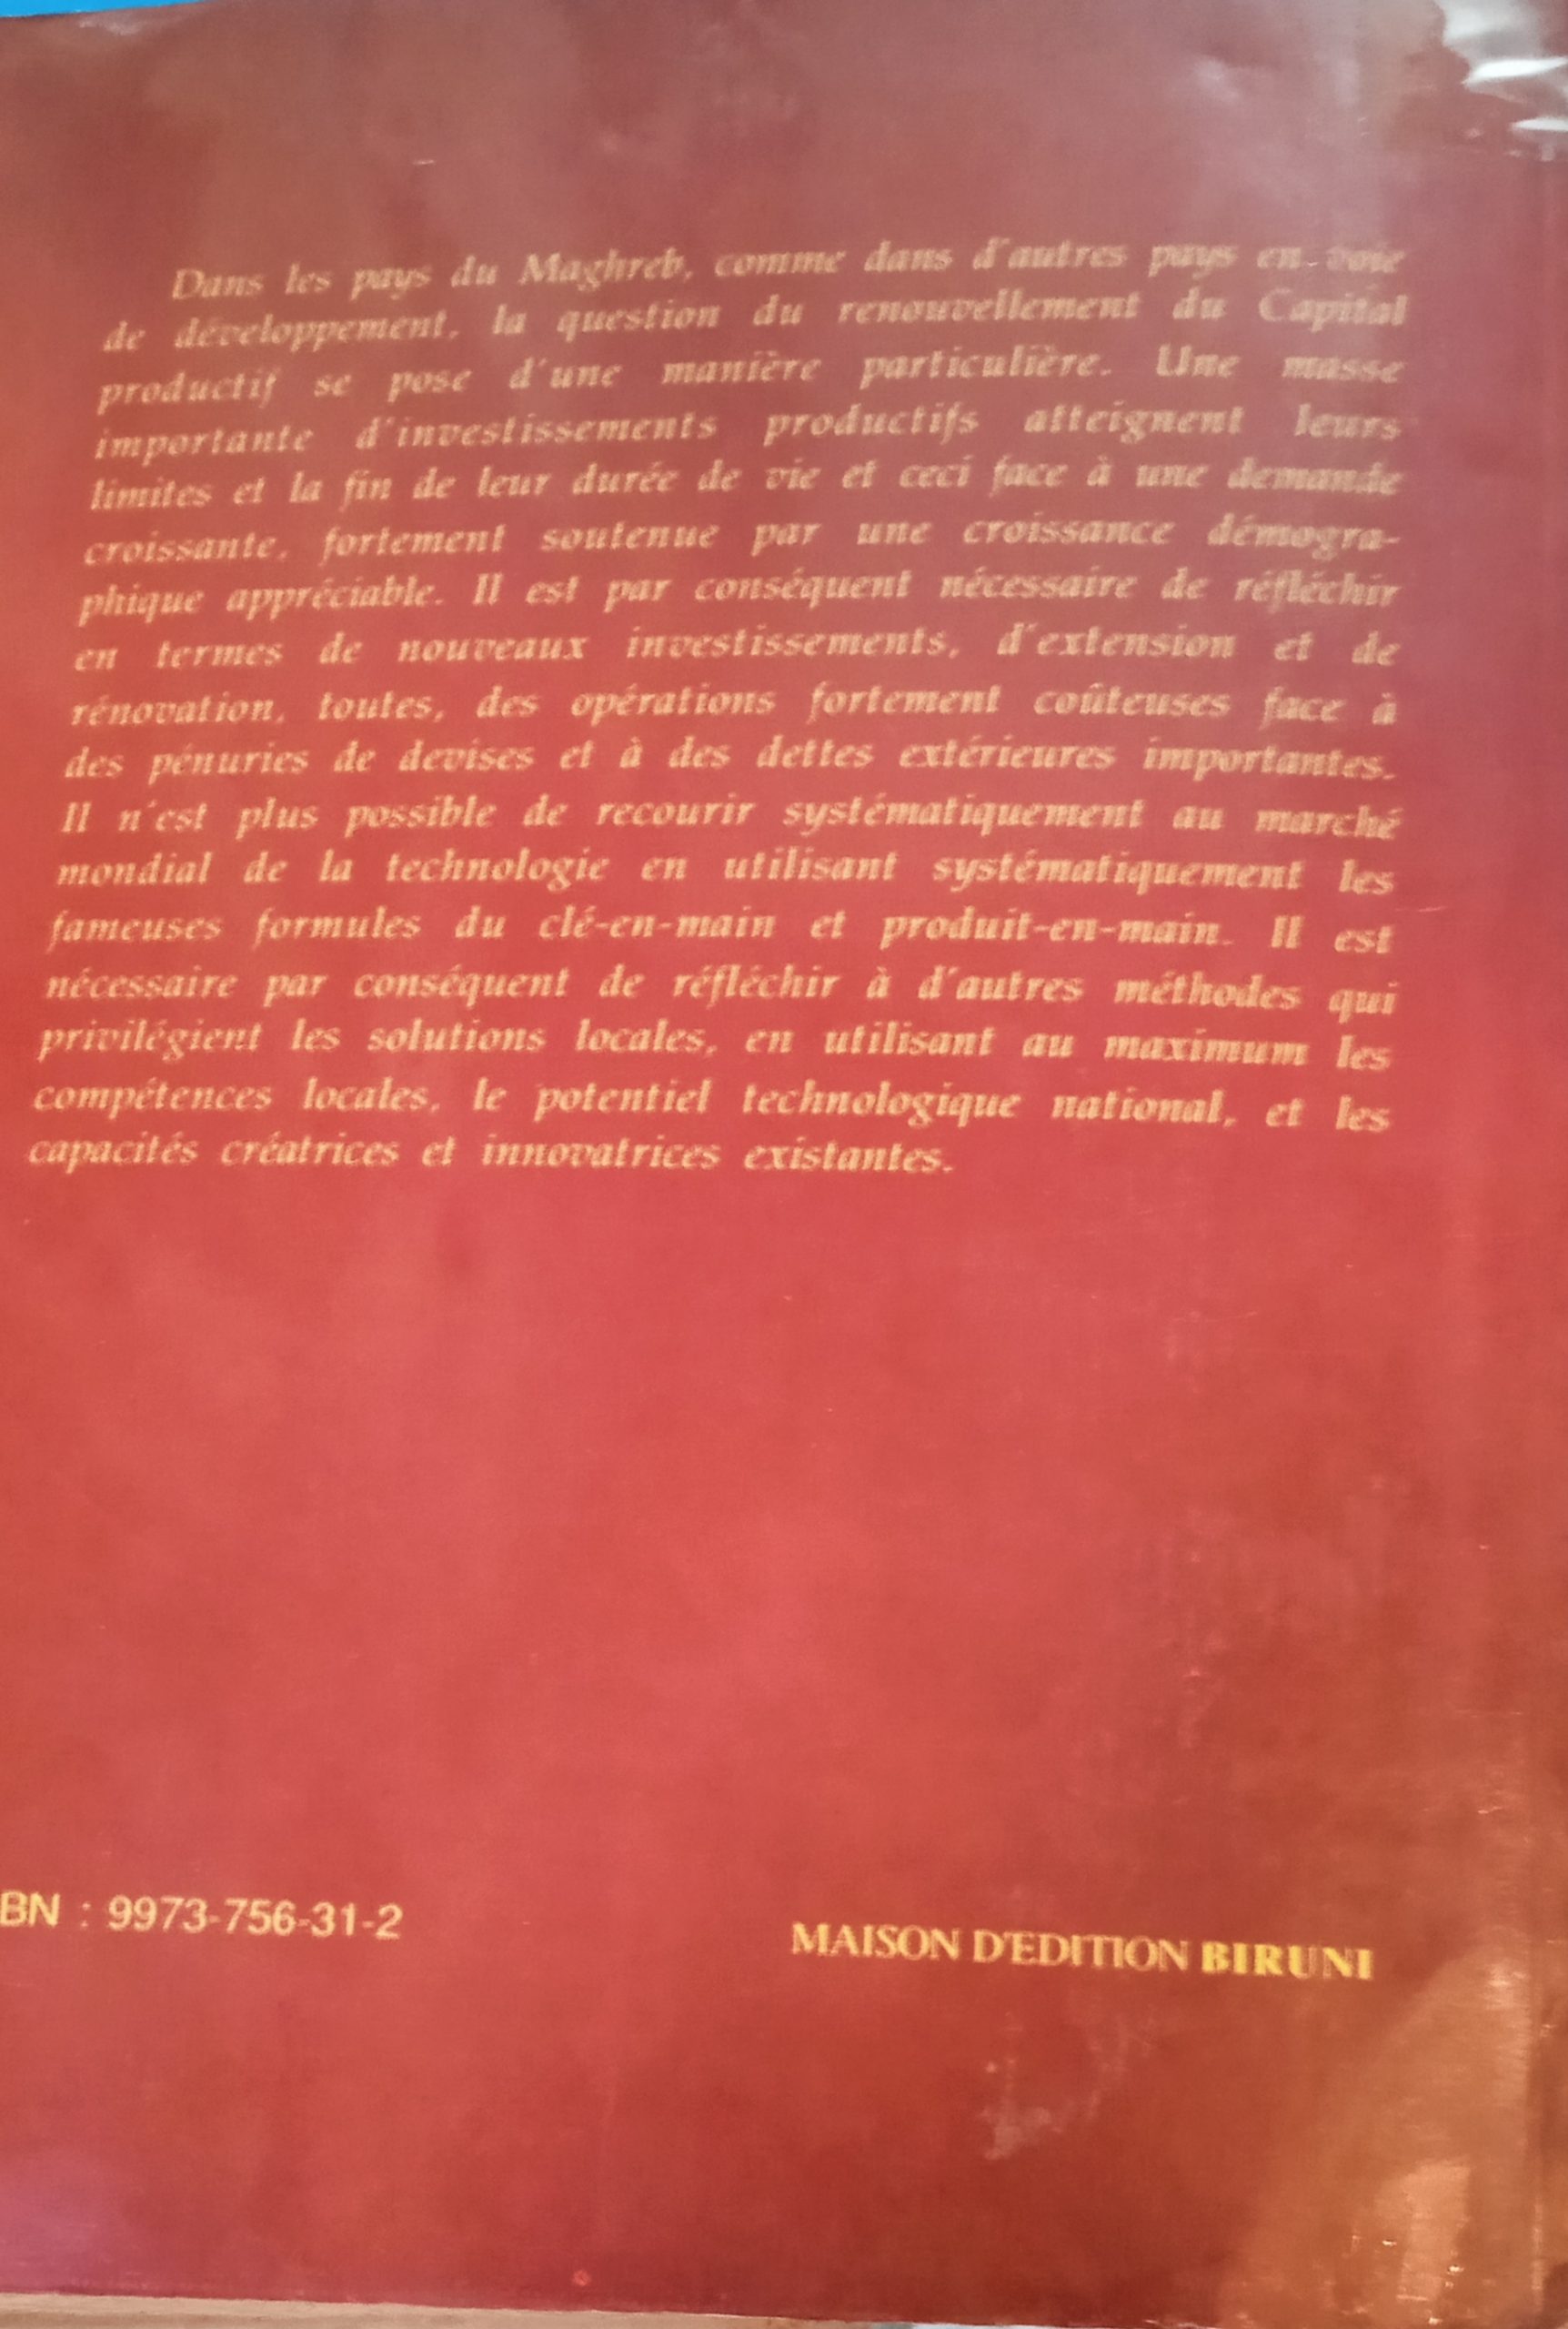 Dans les pays du Maghreb, comme dans d'autres pays en voie
de développement, la question du renouvellement du Capital
productif se pose d'une manière particulière. Une masse
importante d'investissements productifs atteignent leurs
limites et la fin de leur durée de vie et ceci face à une demande
croissante, fortement soutenue par une croissance démogra-
phique appréciable. Il est par conséquent nécessaire de réfléchir
en termes de nouveaux investissements, d'extension et de
rénovation, toutes, des opérations fortement coûteuses face à
des pénuries de devises et à des dettes extérieures importantes.
Il n'est plus possible de recourir systématiquement au marché
mondial de la technologie en utilisant systématiquement les
fameuses formules du clé-en-main et produit-en-main. Il est
nécessaire par conséquent de réfléchir à d'autres méthodes qui
privilégient les solutions locales, en utilisant au maximum les
compétences locales, le potentiel technologique national, et les
capacités créatrices et innovatrices existantes.
BN : 9973-756-31-2
MAISON D'EDITION BIRUNI